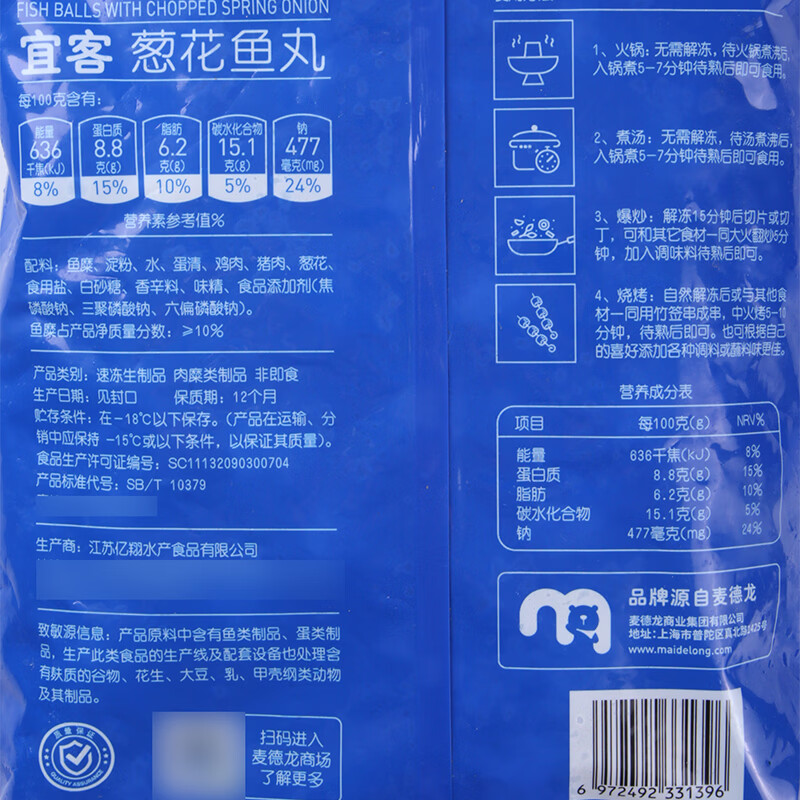 FISH BALLS WITH CHOPPED SPRING ONION
宜客 葱花鱼丸
每100克含有:
能量
636
千焦(kJ)
8%
蛋白质
8.8
克(g)
15%
脂肪
6.2
克(g)
10%
碳水化合物
15.1
克(g)
5%
钠
477
毫克(mg)
24%
营养素参考值%
配料: 鱼糜、淀粉、水、蛋清、鸡肉、猪肉、葱花、
食用盐、白砂糖、香辛料、味精、食品添加剂(焦
磷酸钠、三聚磷酸钠、六偏磷酸钠)。
鱼糜占产品净质量分数: ≥10%
产品类别: 速冻生制品 肉糜类制品 非即食
生产日期: 见封口 保质期: 12个月
贮存条件: 在-18℃以下保存。(产品在运输、分
销中应保持 -15℃或以下条件, 以保证其质量)。
食品生产许可证编号: SC11132090300704
产品标准代号: SB/T 10379
生产商: 江苏亿翔水产食品有限公司
致敏源信息: 产品原料中含有鱼类制品、蛋类制
品, 生产此类食品的生产线及配套设备也处理含
有麸质的谷物、花生、大豆、乳、甲壳纲类动物
及其制品。
质量保证
QUALITY ASSURANCE
扫码进入
麦德龙商场
了解更多
1、火锅: 无需解冻, 待火锅煮沸后,
入锅煮5-7分钟待熟后即可食用。
2、煮汤: 无需解冻, 待汤煮沸后,
入锅煮5-7分钟待熟后即可食用。
3、爆炒: 解冻15分钟后切片或切
丁, 可和其它食材一同大火翻炒5分
钟, 加入调味料待熟后即可。
4、烧烤: 自然解冻后或与其他食
材一同用竹签串成串, 中火烤5-10
分钟, 待熟后即可。也可根据自己
的喜好添加各种调料或蘸料味更佳。
营养成分表
项目 每100克(g) NRV%
能量 636千焦(kJ) 8%
蛋白质 8.8克(g) 15%
脂肪 6.2克(g) 10%
碳水化合物 15.1克(g) 5%
钠 477毫克(mg) 24%
品牌源自麦德龙
麦德龙商业集团有限公司
地址: 上海市普陀区真北路1425号
www.maidelong.com
6 972492 331396